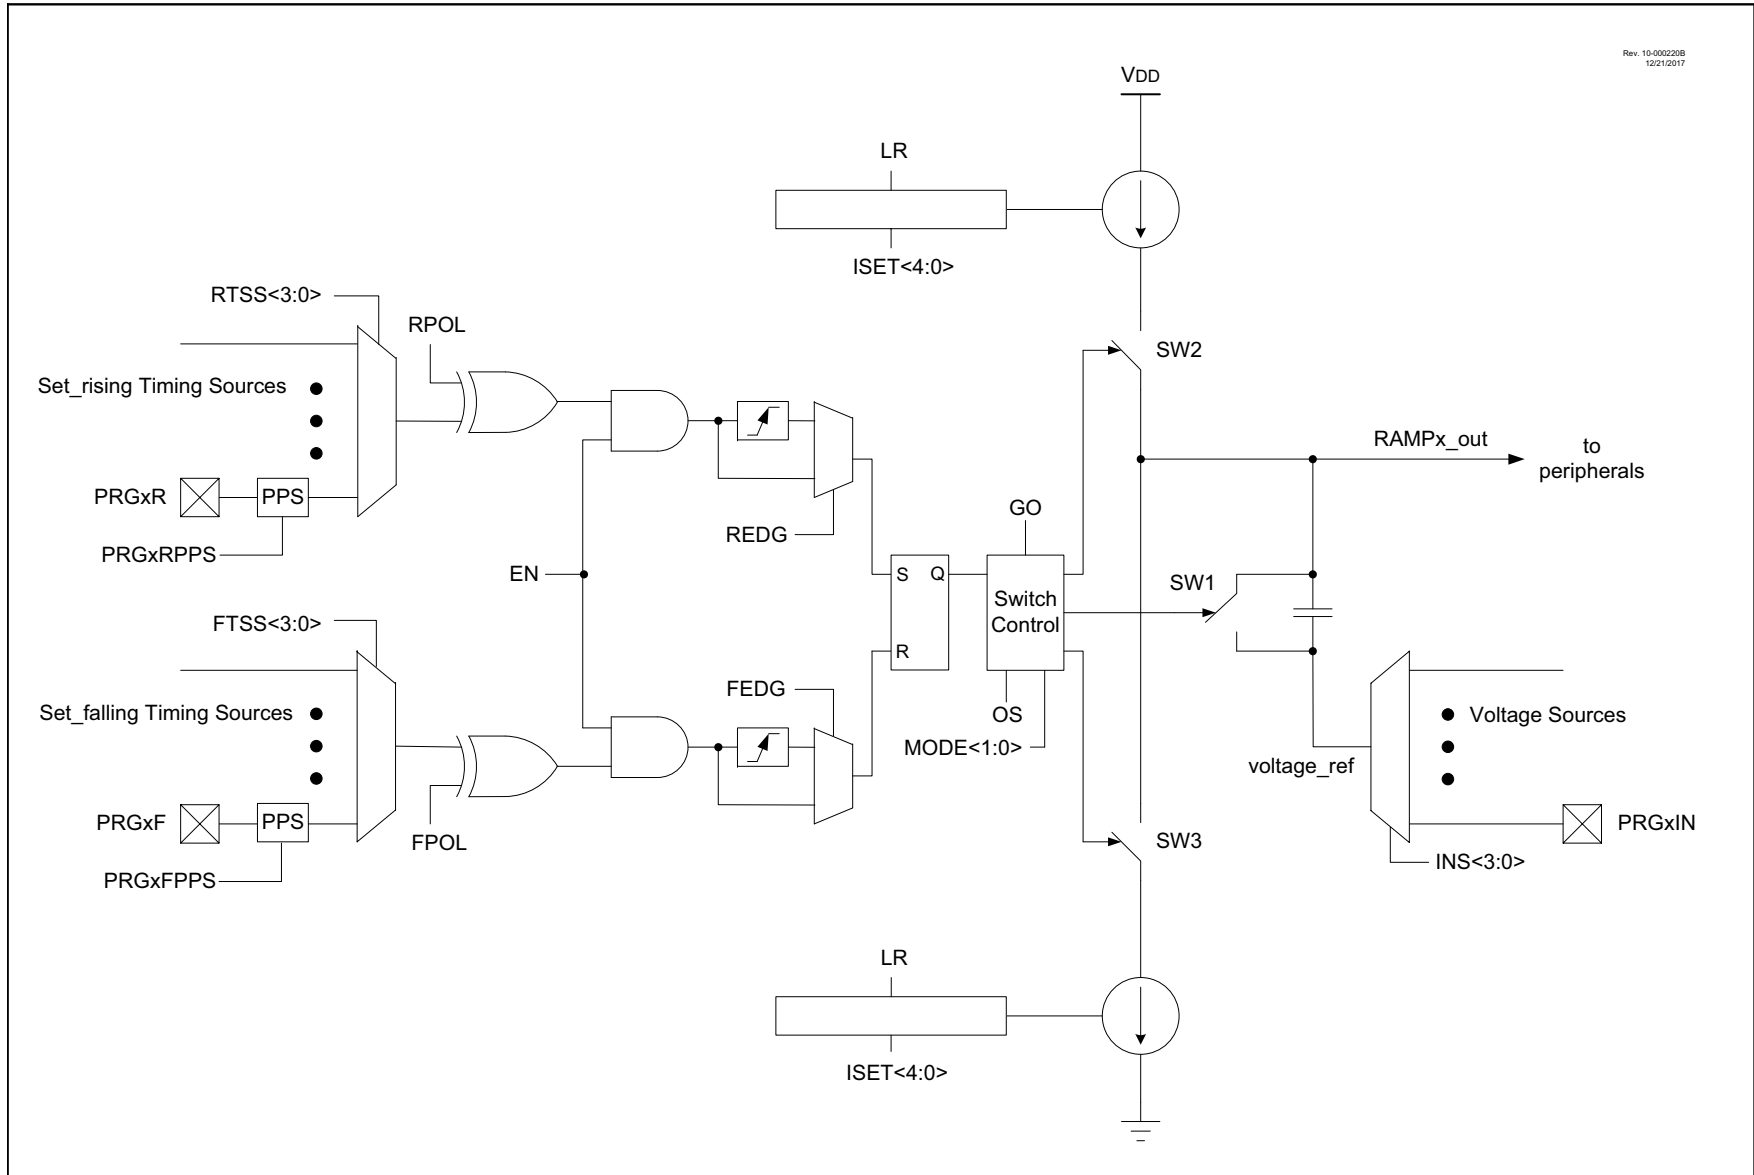 Rev. 10-000220B
12/21/2017
VDD
LR
ISET<4:0>
RTSS<3:0>
RPOL
SW2
Set_rising Timing Sources
RAMPx_out
to
peripherals
PRGxR
PPS
PRGxRPPS
REDG
GO
EN
S
Q
Switch
Control
SW1
R
FTSS<3:0>
FEDG
OS
MODE<1:0>
Set_falling Timing Sources
Voltage Sources
voltage_ref
PRGxF
PPS
PRGxFPPS
FPOL
SW3
PRGxIN
INS<3:0>
LR
ISET<4:0>